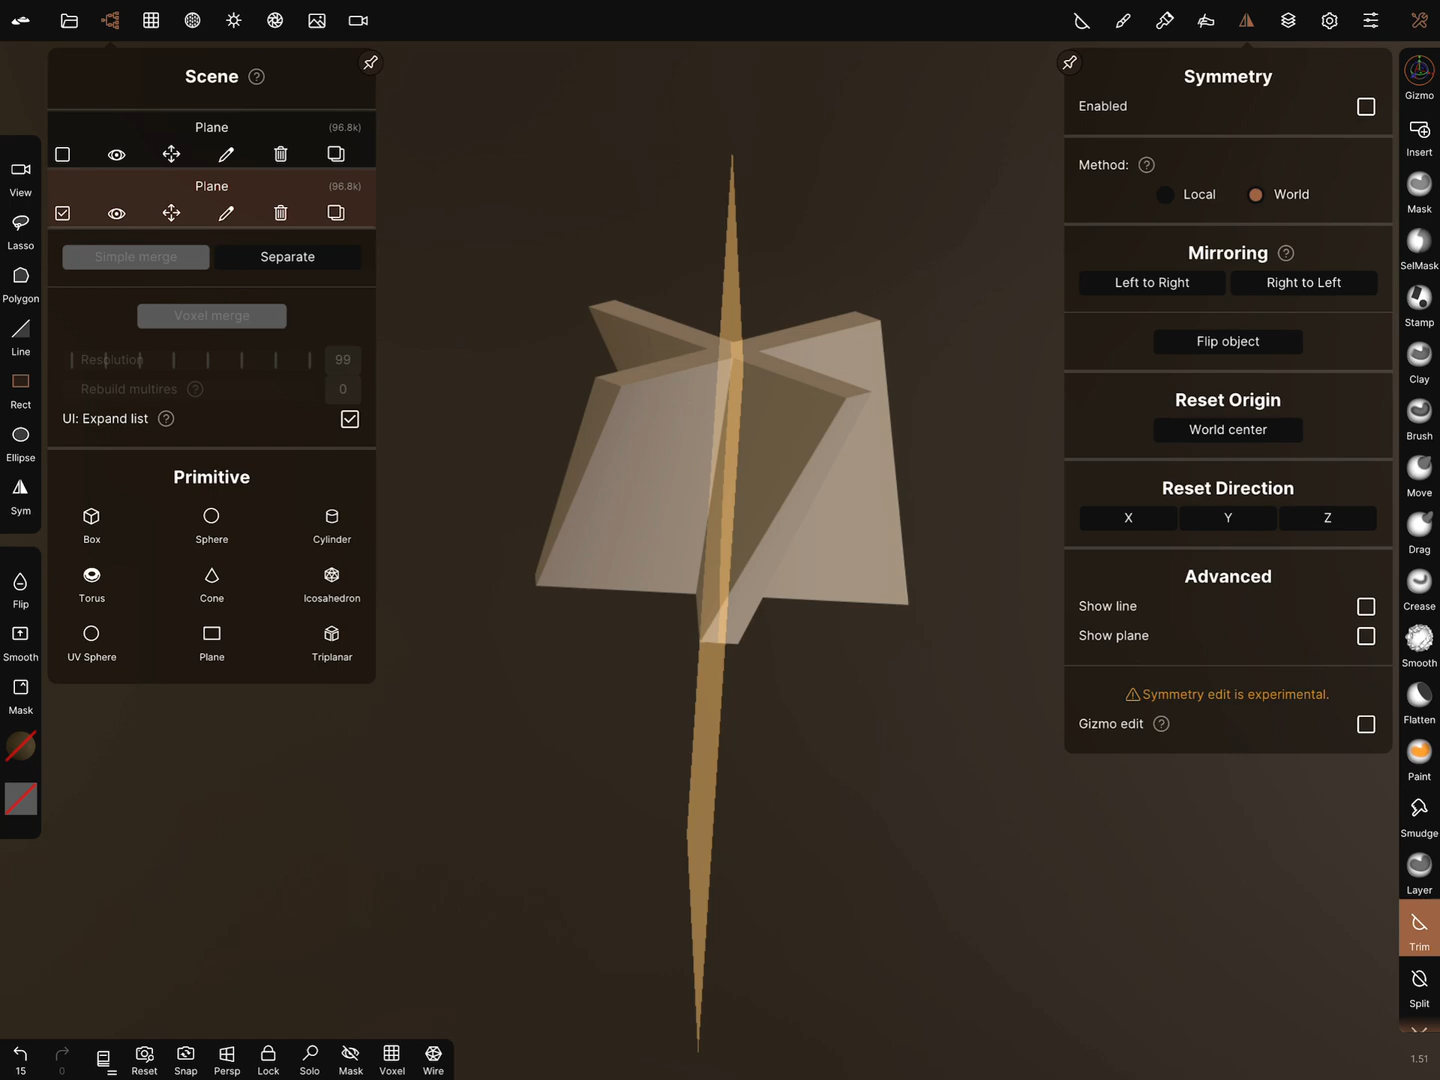 Scene
Plane
(96.8k)
Plane
(96.8k)
Simple merge
Separate
Voxel merge
Resolution
99
Rebuild multires
0
UI: Expand list
Primitive
Box
Sphere
Cylinder
Torus
Cone
Icosahedron
UV Sphere
Plane
Triplanar
View
Lasso
Polygon
Line
Rect
Ellipse
Sym
Flip
Smooth
Mask
Symmetry
Enabled
Method:
Local
World
Mirroring
Left to Right
Right to Left
Flip object
Reset Origin
World center
Reset Direction
X
Y
Z
Advanced
Show line
Show plane
Symmetry edit is experimental.
Gizmo edit
Gizmo
Insert
Mask
SelMask
Stamp
Clay
Brush
Move
Drag
Crease
Smooth
Flatten
Paint
Smudge
Layer
Trim
Split
15
0
Reset
Snap
Persp
Lock
Solo
Mask
Voxel
Wire
1.51